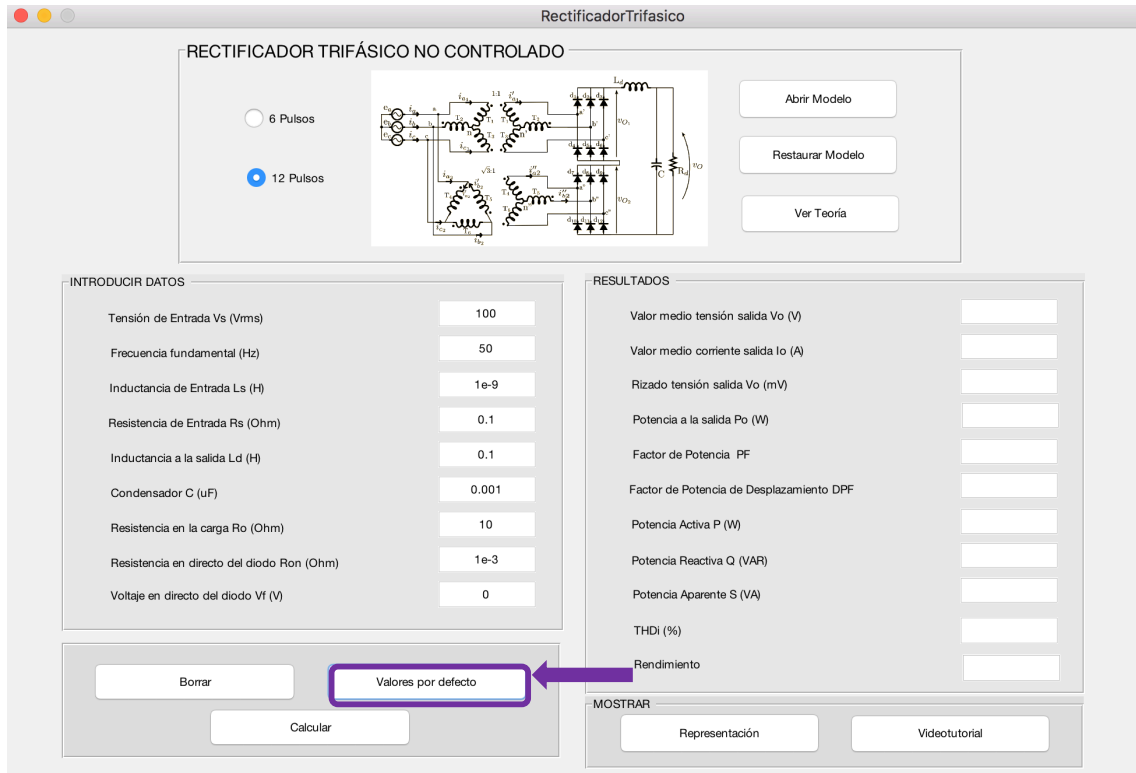 RectificadorTrifasico
RECTIFICADOR TRIFÁSICO NO CONTROLADO
6 Pulsos
12 Pulsos
1:1
√3:1
Abrir Modelo
Restaurar Modelo
Ver Teoría
INTRODUCIR DATOS
Tensión de Entrada Vs (Vrms) 100
Frecuencia fundamental (Hz) 50
Inductancia de Entrada Ls (H) 1e-9
Resistencia de Entrada Rs (Ohm) 0.1
Inductancia a la salida Ld (H) 0.1
Condensador C (uF) 0.001
Resistencia en la carga Ro (Ohm) 10
Resistencia en directo del diodo Ron (Ohm) 1e-3
Voltaje en directo del diodo Vf (V) 0
Borrar
Valores por defecto
Calcular
RESULTADOS
Valor medio tensión salida Vo (V)
Valor medio corriente salida Io (A)
Rizado tensión salida Vo (mV)
Potencia a la salida Po (W)
Factor de Potencia PF
Factor de Potencia de Desplazamiento DPF
Potencia Activa P (W)
Potencia Reactiva Q (VAR)
Potencia Aparente S (VA)
THDi (%)
Rendimiento
MOSTRAR
Representación
Videotutorial